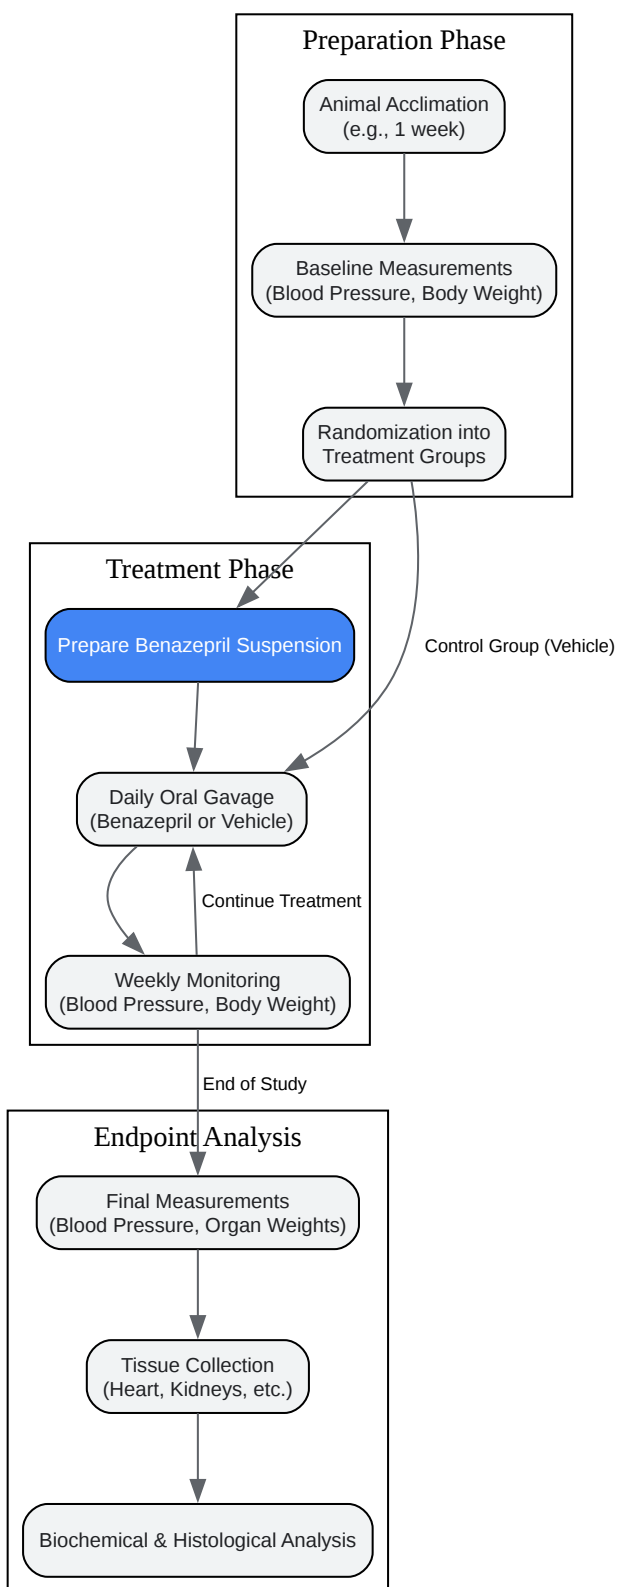 Preparation Phase
Animal Acclimation
(e.g., 1 week)
Baseline Measurements
(Blood Pressure, Body Weight)
Randomization into
Treatment Groups
Treatment Phase
Prepare Benazepril Suspension
Control Group (Vehicle)
Daily Oral Gavage
(Benazepril or Vehicle)
Continue Treatment
Weekly Monitoring
(Blood Pressure, Body Weight)
End of Study
Endpoint Analysis
Final Measurements
(Blood Pressure, Organ Weights)
Tissue Collection
(Heart, Kidneys, etc.)
Biochemical & Histological Analysis